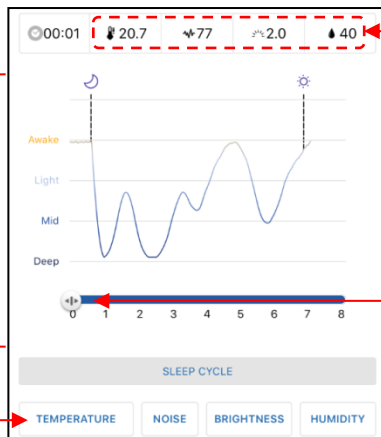 00:01 20.7 77 2.0 40
Awake
Light
Mid
Deep
0 1 2 3 4 5 6 7 8
SLEEP CYCLE
TEMPERATURE NOISE BRIGHTNESS HUMIDITY